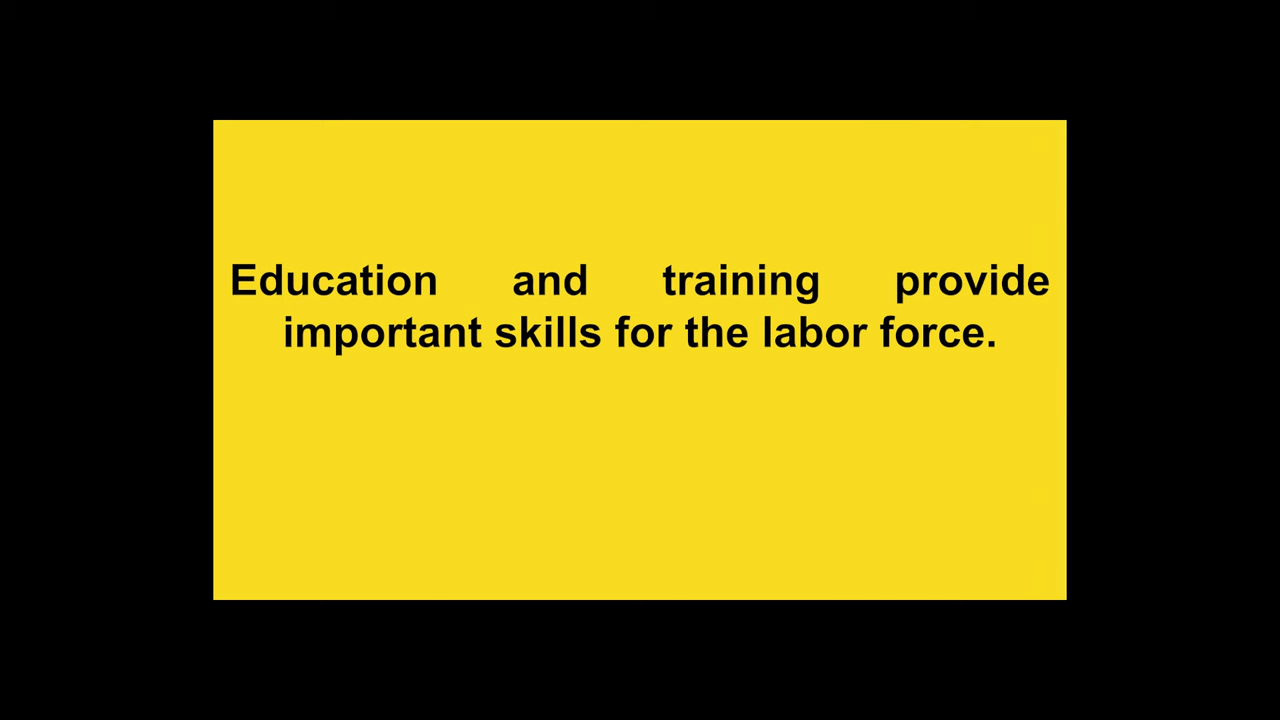 Education and training provide
important skills for the labor force.